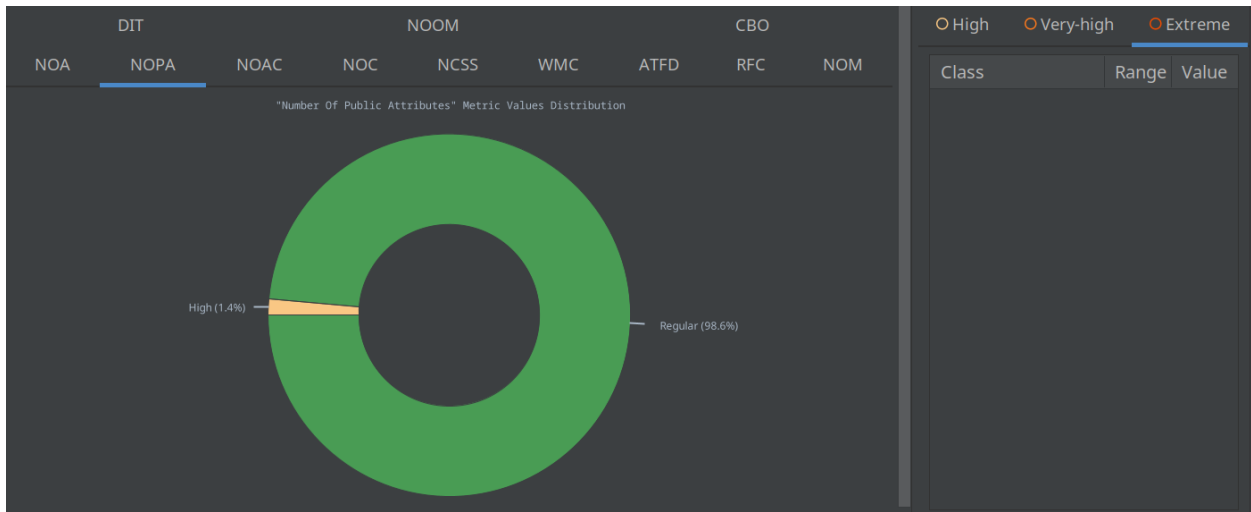 DIT NOOM CBO
NOA NOPA NOAC NOC NCSS WMC ATFD RFC NOM
"Number Of Public Attributes" Metric Values Distribution
High (1.4%)
Regular (98.6%)
High Very-high Extreme
Class Range Value